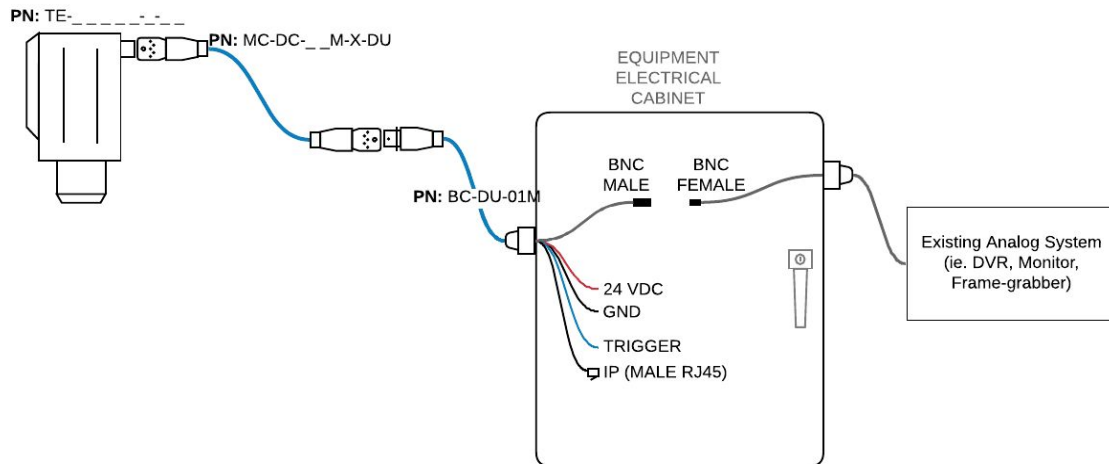 PN: TE-_ _ _ _ _-_-_ _
PN: MC-DC-_ _M-X-DU
EQUIPMENT
ELECTRICAL
CABINET
BNC
MALE
BNC
FEMALE
PN: BC-DU-01M
Existing Analog System
(ie. DVR, Monitor,
Frame-grabber)
24 VDC
GND
TRIGGER
IP (MALE RJ45)